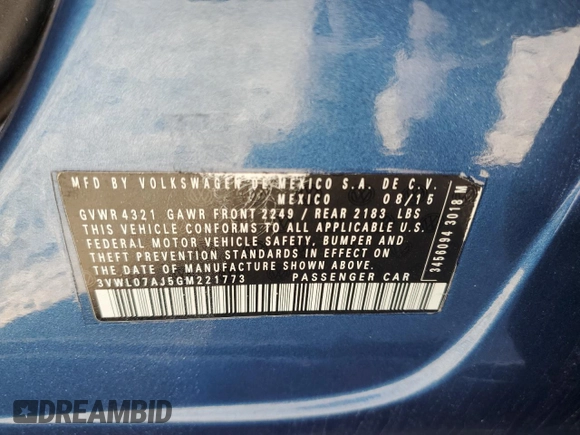 MFD BY VOLKSWAGEN DE MEXICO S.A. DE C.V.
MEXICO 08/15
GVWR 4321 GAWR FRONT 2249 / REAR 2183 LBS
THIS VEHICLE CONFORMS TO ALL APPLICABLE U.S.
FEDERAL MOTOR VEHICLE SAFETY, BUMPER AND
THEFT PREVENTION STANDARDS IN EFFECT ON
THE DATE OF MANUFACTURE SHOWN ABOVE.
3VWL07AJ5GM221773 PASSENGER CAR
3458094 3018 M
DREAMBID